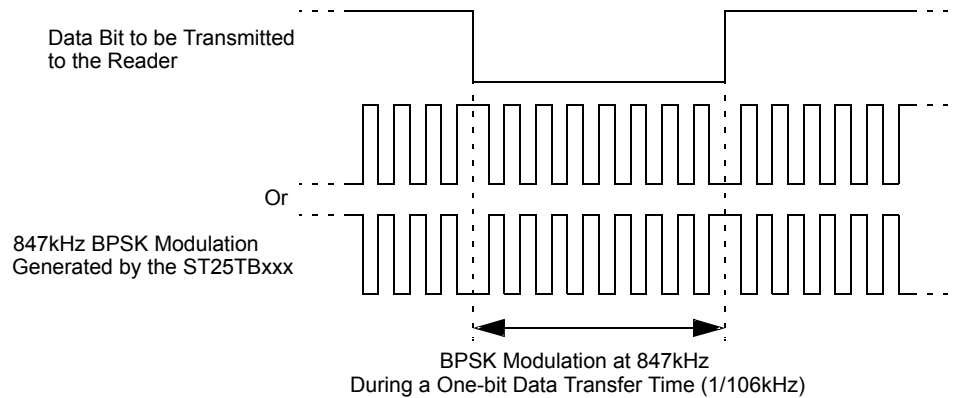 Data Bit to be Transmitted
to the Reader
Or
847kHz BPSK Modulation
Generated by the ST25TBxxx
BPSK Modulation at 847kHz
During a One-bit Data Transfer Time (1/106kHz)